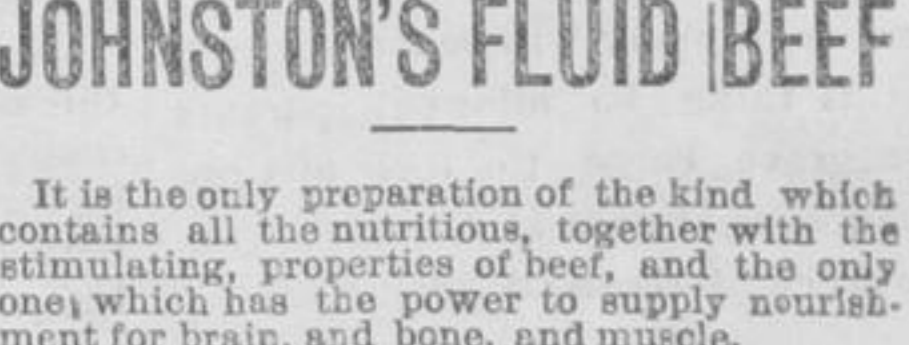 JOHNSTON'S FLUID BEEF
It is the only preparation of the kind which
contains all the nutritious, together with the
stimulating, properties of beef, and the only
one, which has the power to supply nourish-
ment for brain, and bone, and muscle.